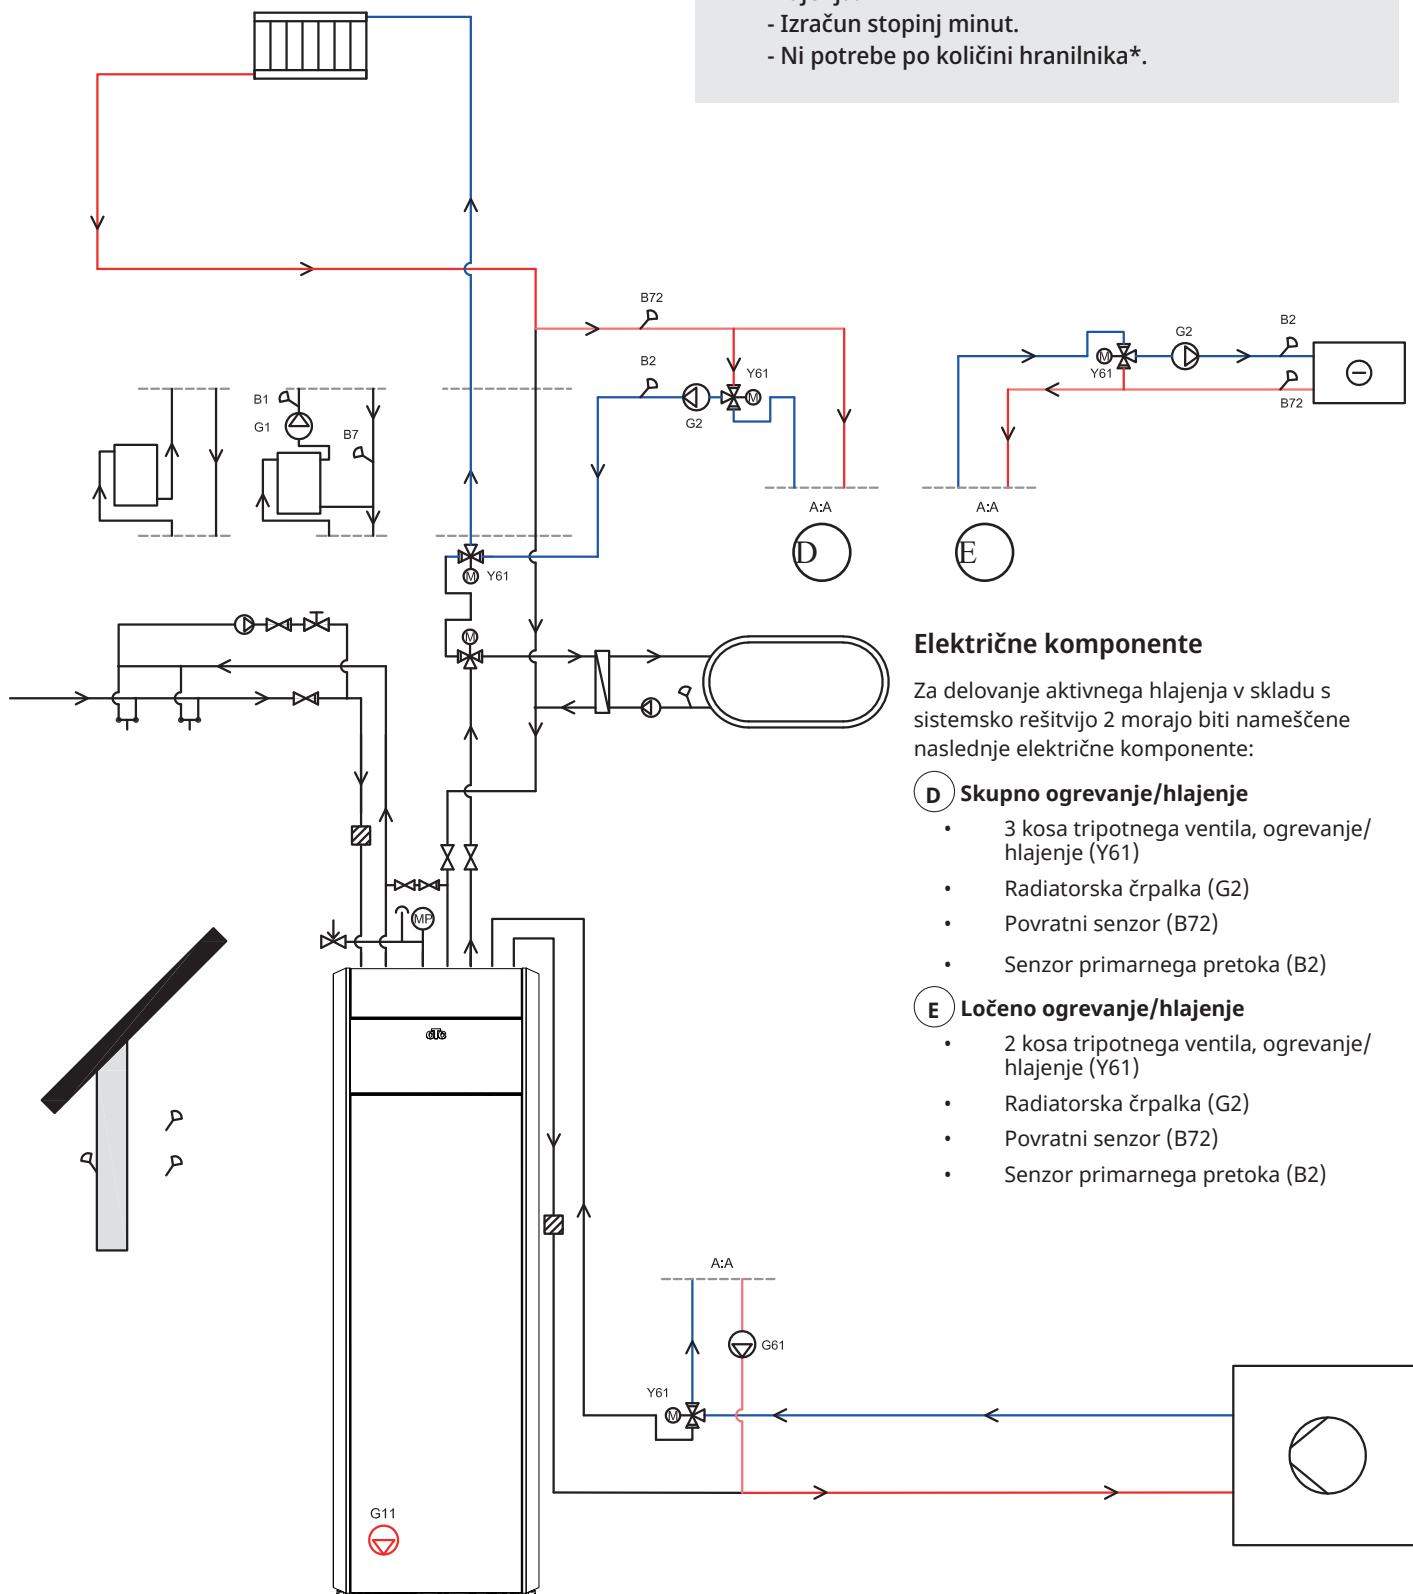 - Izračun stopinj minut.
- Ni potrebe po količini hranilnika*.
B72
B2
Y61
M
G2
A:A
D
G2
B2
M
Y61
B72
A:A
E
B1
G1
B7
M
Y61
M
Električne komponente
Za delovanje aktivnega hlajenja v skladu s
sistemsko rešitvijo 2 morajo biti nameščene
naslednje električne komponente:
D Skupno ogrevanje/hlajenje
• 3 kosa tripotnega ventila, ogrevanje/
hlajenje (Y61)
• Radiatorska črpalka (G2)
• Povratni senzor (B72)
• Senzor primarnega pretoka (B2)
E Ločeno ogrevanje/hlajenje
• 2 kosa tripotnega ventila, ogrevanje/
hlajenje (Y61)
• Radiatorska črpalka (G2)
• Povratni senzor (B72)
• Senzor primarnega pretoka (B2)
MP
CTC
A:A
G61
Y61
M
G11